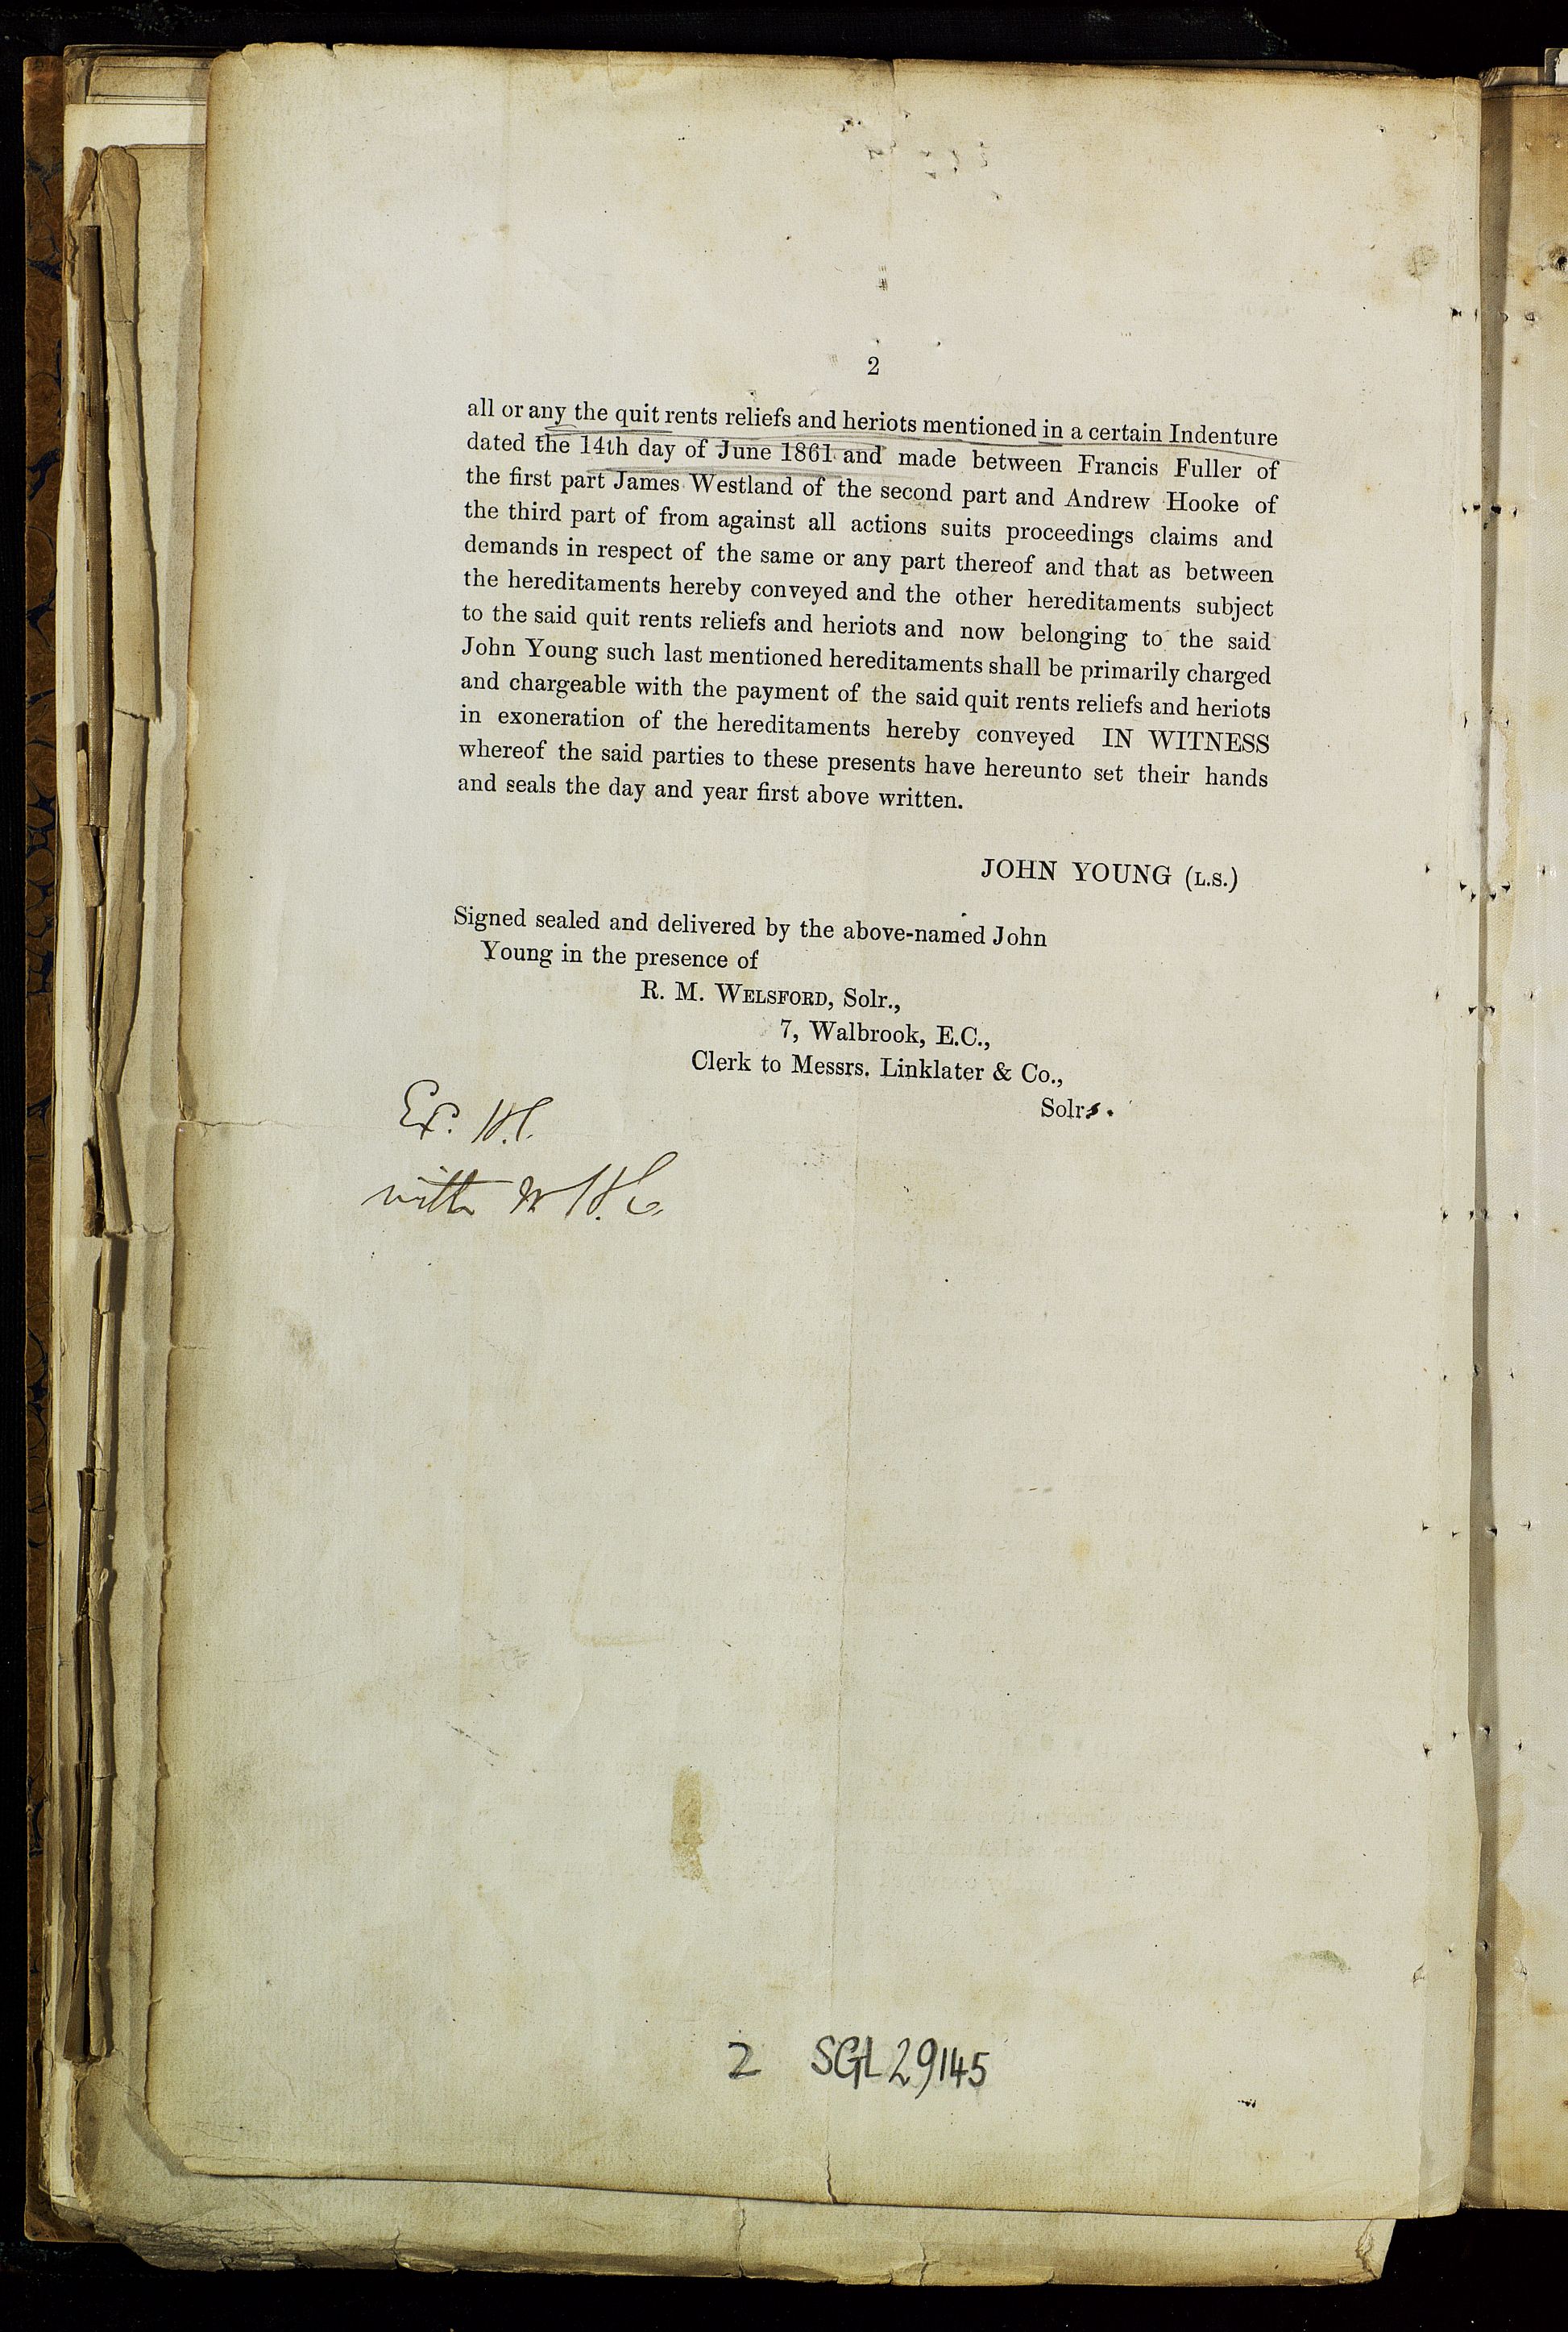 2
all or any the quit rents reliefs and heriots mentioned in a certain Indenture
dated the 14th day of June 1861 and made between Francis Fuller of
the first part James Westland of the second part and Andrew Hooke of
the third part of from against all actions suits proceedings claims and
demands in respect of the same or any part thereof and that as between
the hereditaments hereby conveyed and the other hereditaments subject
to the said quit rents reliefs and heriots and now belonging to the said
John Young such last mentioned hereditaments shall be primarily charged
and chargeable with the payment of the said quit rents reliefs and heriots
in exoneration of the hereditaments hereby conveyed IN WITNESS
whereof the said parties to these presents have hereunto set their hands
and seals the day and year first above written.
JOHN YOUNG (L.S.)
Signed sealed and delivered by the above-named John
Young in the presence of
R. M. WELSFORD, Solr.,
7, Walbrook, E.C.,
Clerk to Messrs. Linklater & Co.,
Solrs.
Ex.
with
2 SGL29145